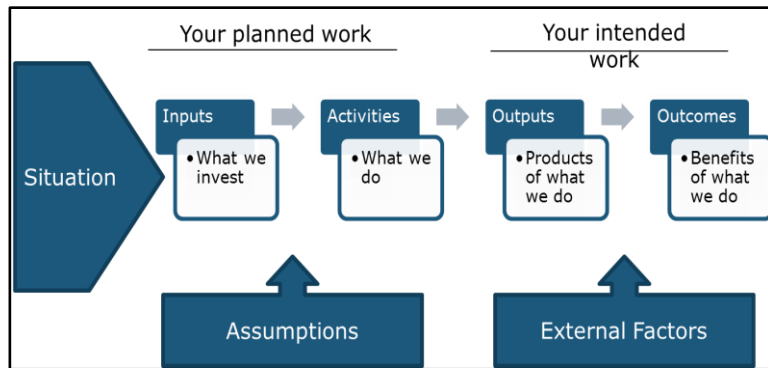 Your planned work
Your intended
work
Situation
Inputs
• What we
invest
Activities
• What we
do
Outputs
• Products
of what
we do
Outcomes
• Benefits
of what
we do
Assumptions
External Factors